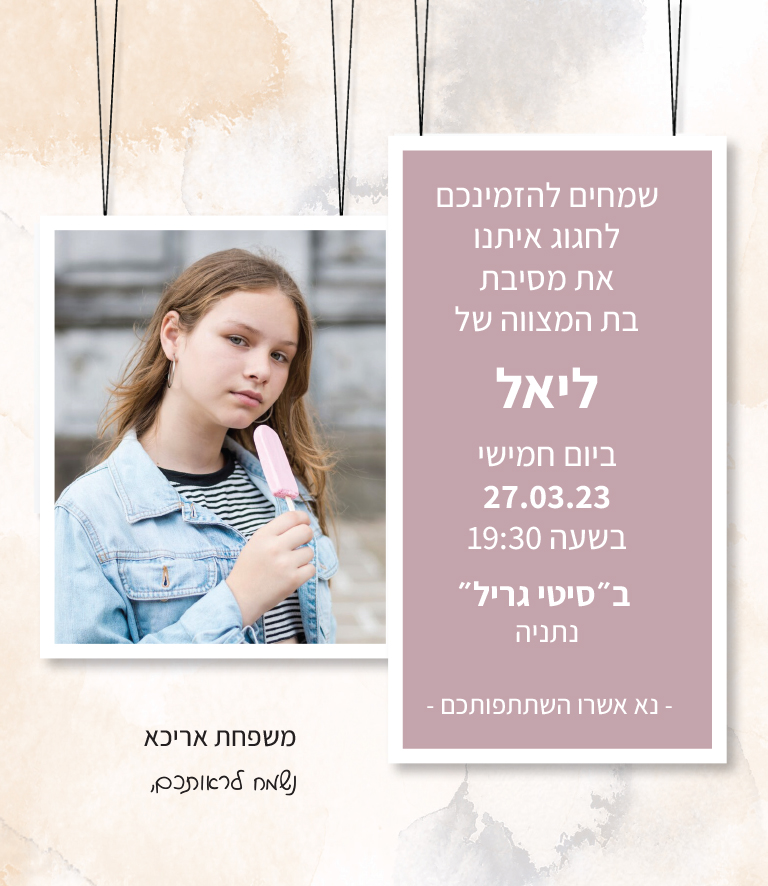 שמחים להזמינכם
לחגוג איתנו
את מסיבת
בת המצווה של
ליאל
ביום חמישי
27.03.23
בשעה 19:30
ב״סיטי גריל״
נתניה
- נא אשרו השתתפותכם -
משפחת אריכא
נשמח לראותכם,